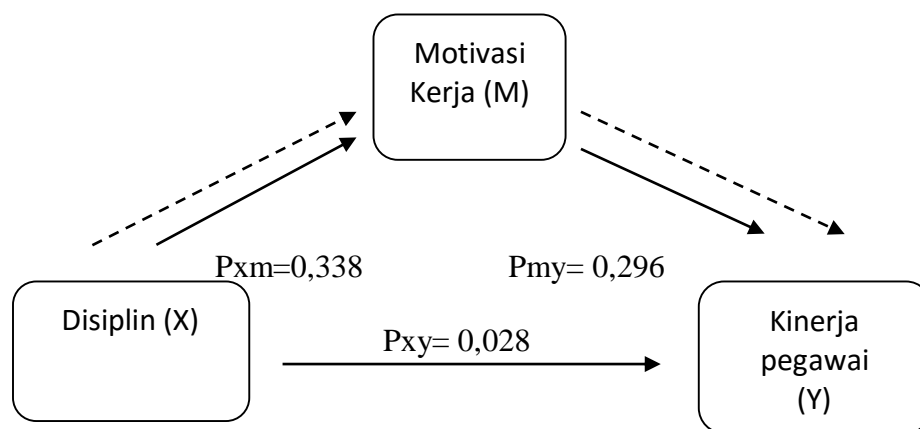 Motivasi
Kerja (M)
Pxm=0,338
Pmy= 0,296
Disiplin (X)
Pxy= 0,028
Kinerja
pegawai
(Y)